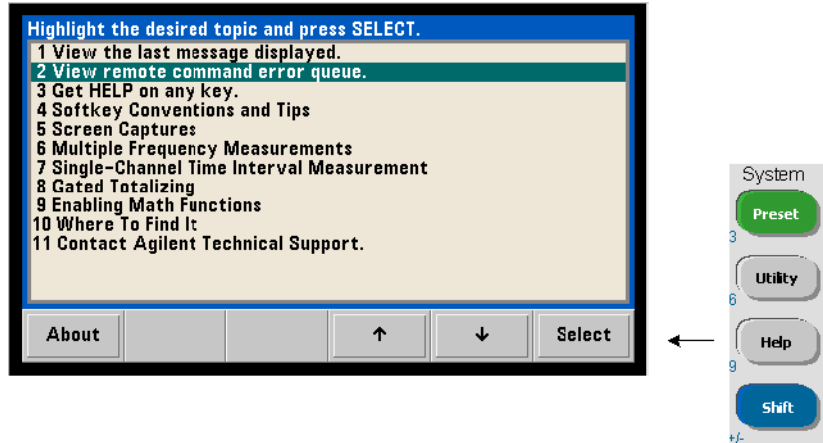 Highlight the desired topic and press SELECT.
1 View the last message displayed.
2 View remote command error queue.
3 Get HELP on any key.
4 Softkey Conventions and Tips
5 Screen Captures
6 Multiple Frequency Measurements
7 Single-Channel Time Interval Measurement
8 Gated Totalizing
9 Enabling Math Functions
10 Where To Find It
11 Contact Agilent Technical Support.
About ↑ ↓ Select
System
Preset
3
Utility
6
Help
9
Shift
+/-